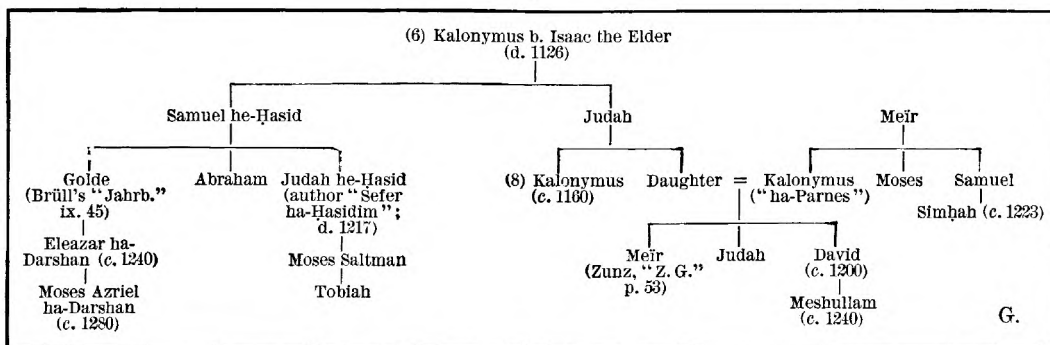 (6) Kalonymus b. Isaac the Elder
(d. 1126)
Samuel he-Ḥasid Judah Meïr
Golde Abraham Judah he-Ḥasid (8) Kalonymus Daughter = Kalonymus Moses Samuel
(Brüll's "Jahrb." (author "Sefer (c. 1160) ("ha-Parnes")
ix. 45) ha-Ḥasidim"; Simḥah (c. 1223)
d. 1217)
Eleazar ha- Meïr Judah David
Darshan (c. 1240) Moses Saltman (Zunz, "Z. G." (c. 1200)
p. 53)
Moses Azriel Tobiah Meshullam
ha-Darshan (c. 1240)
(c. 1280) G.